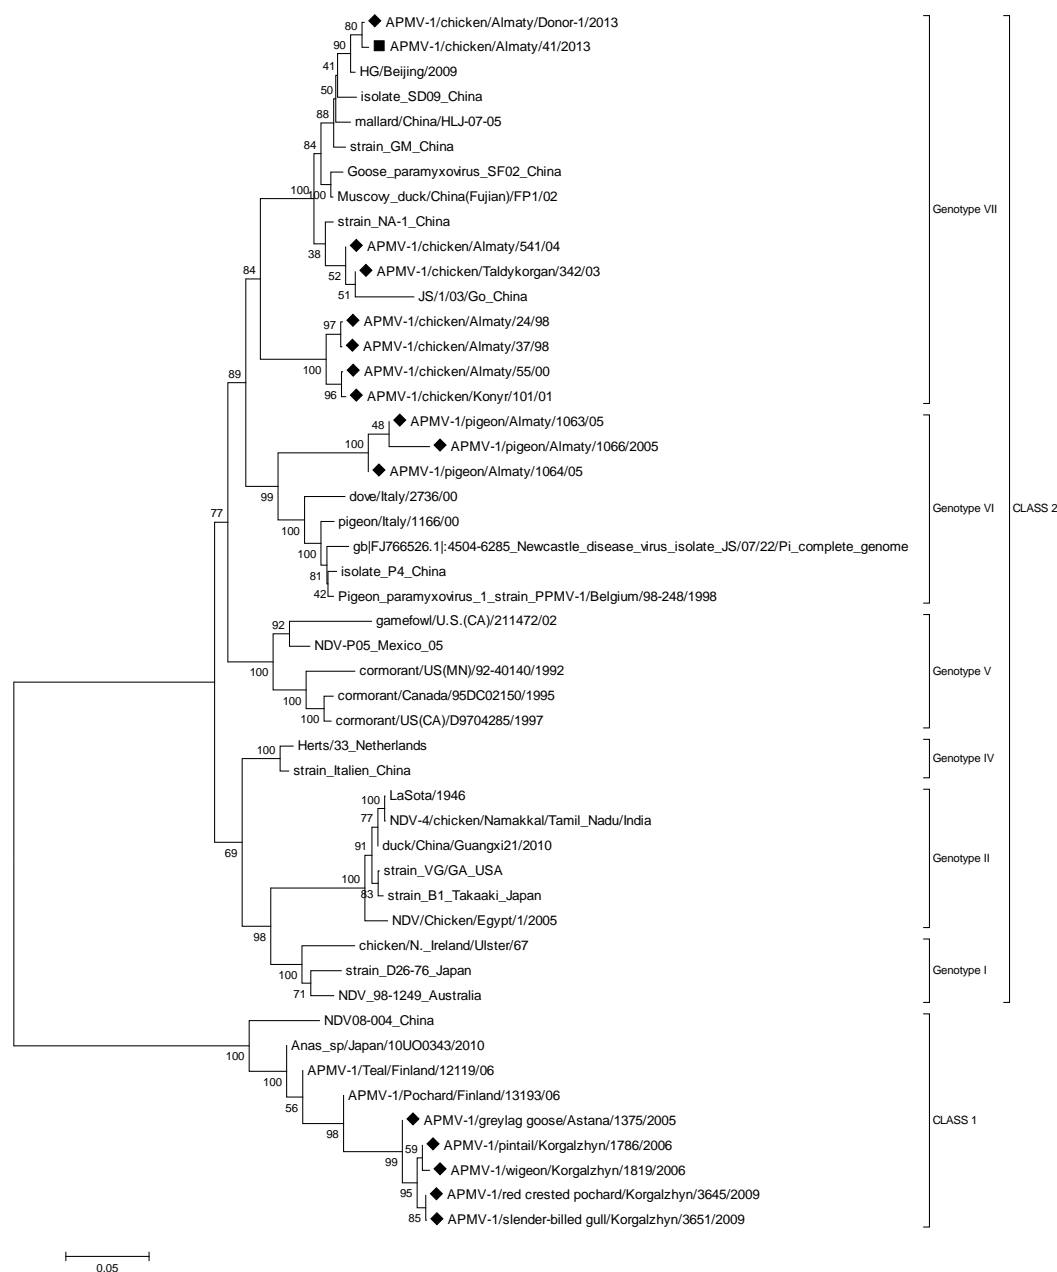 80
APMV-1/chicken/Almaty/Donor-1/2013
90
APMV-1/chicken/Almaty/41/2013
41
HG/Beijing/2009
50
isolate_SD09_China
88
mallard/China/HLJ-07-05
84
strain_GM_China
Goose_paramyxovirus_SF02_China
100
100
Muscovy_duck/China(Fujian)/FP1/02
Genotype VII
strain_NA-1_China
38
APMV-1/chicken/Almaty/541/04
84
52
APMV-1/chicken/Taldykorgan/342/03
51
JS/1/03/Go_China
97
APMV-1/chicken/Almaty/24/98
APMV-1/chicken/Almaty/37/98
89
100
APMV-1/chicken/Almaty/55/00
96
APMV-1/chicken/Konyr/101/01
48
APMV-1/pigeon/Almaty/1063/05
100
APMV-1/pigeon/Almaty/1066/2005
APMV-1/pigeon/Almaty/1064/05
99
dove/Italy/2736/00
77
Genotype VI
CLASS 2
100
pigeon/Italy/1166/00
100
gb|FJ766526.1|:4504-6285_Newcastle_disease_virus_isolate_JS/07/22/Pi_complete_genome
81
isolate_P4_China
42
Pigeon_paramyxovirus_1_strain_PPMV-1/Belgium/98-248/1998
92
gamefowl/U.S.(CA)/211472/02
NDV-P05_Mexico_05
100
cormorant/US(MN)/92-40140/1992
Genotype V
100
cormorant/Canada/95DC02150/1995
100
cormorant/US(CA)/D9704285/1997
100
Herts/33_Netherlands
Genotype IV
strain_Italien_China
100
LaSota/1946
77
NDV-4/chicken/Namakkal/Tamil_Nadu/India
91
duck/China/Guangxi21/2010
69
Genotype II
100
strain_VG/GA_USA
83
strain_B1_Takaaki_Japan
NDV/Chicken/Egypt/1/2005
98
chicken/N._Ireland/Ulster/67
100
strain_D26-76_Japan
Genotype I
71
NDV_98-1249_Australia
NDV08-004_China
100
Anas_sp/Japan/10UO0343/2010
100
APMV-1/Teal/Finland/12119/06
56
APMV-1/Pochard/Finland/13193/06
98
APMV-1/greylag goose/Astana/1375/2005
CLASS 1
59
APMV-1/pintail/Korgalzhyn/1786/2006
99
APMV-1/wigeon/Korgalzhyn/1819/2006
95
APMV-1/red crested pochard/Korgalzhyn/3645/2009
85
APMV-1/slender-billed gull/Korgalzhyn/3651/2009
0.05